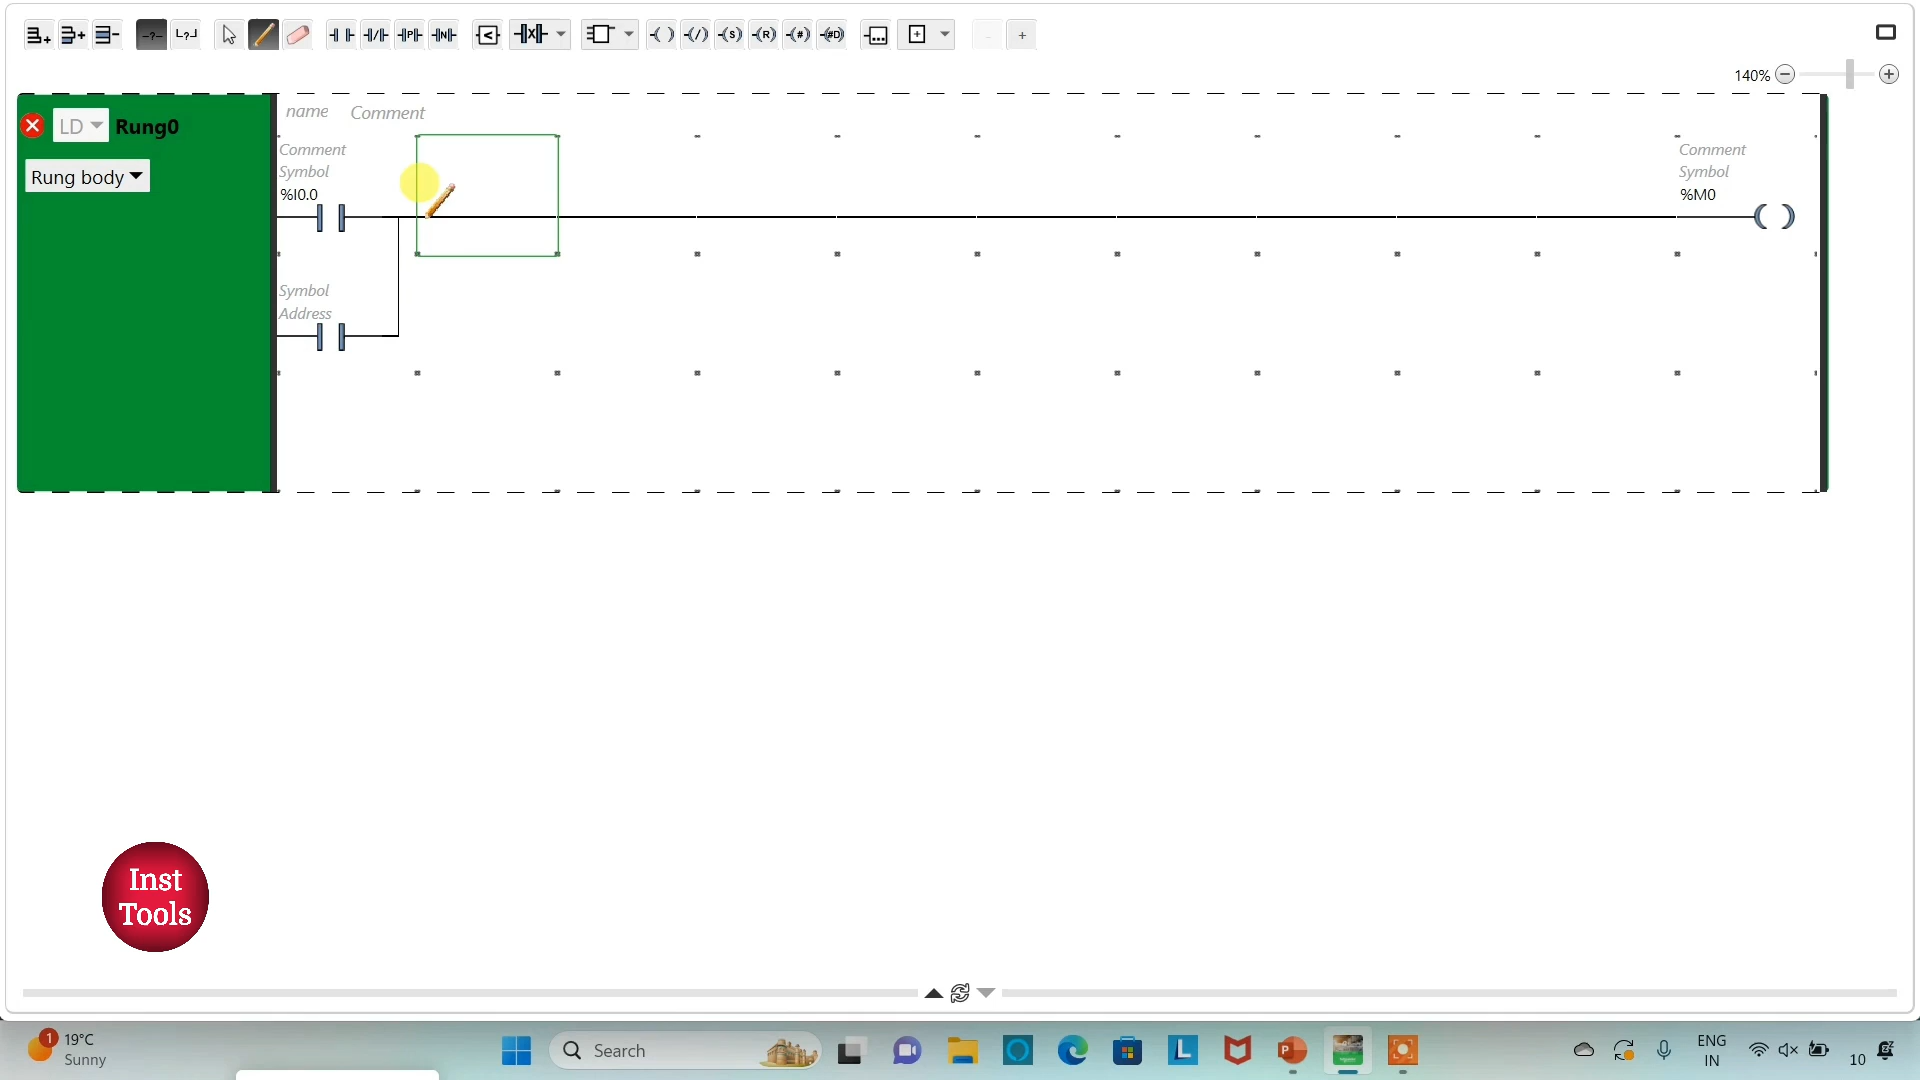 140%
LD Rung0
name Comment
Rung body
Comment
Symbol
%I0.0
Comment
Symbol
%M0
Symbol
Address
Inst
Tools
1
19°C
Sunny
Search
ENG
IN
10